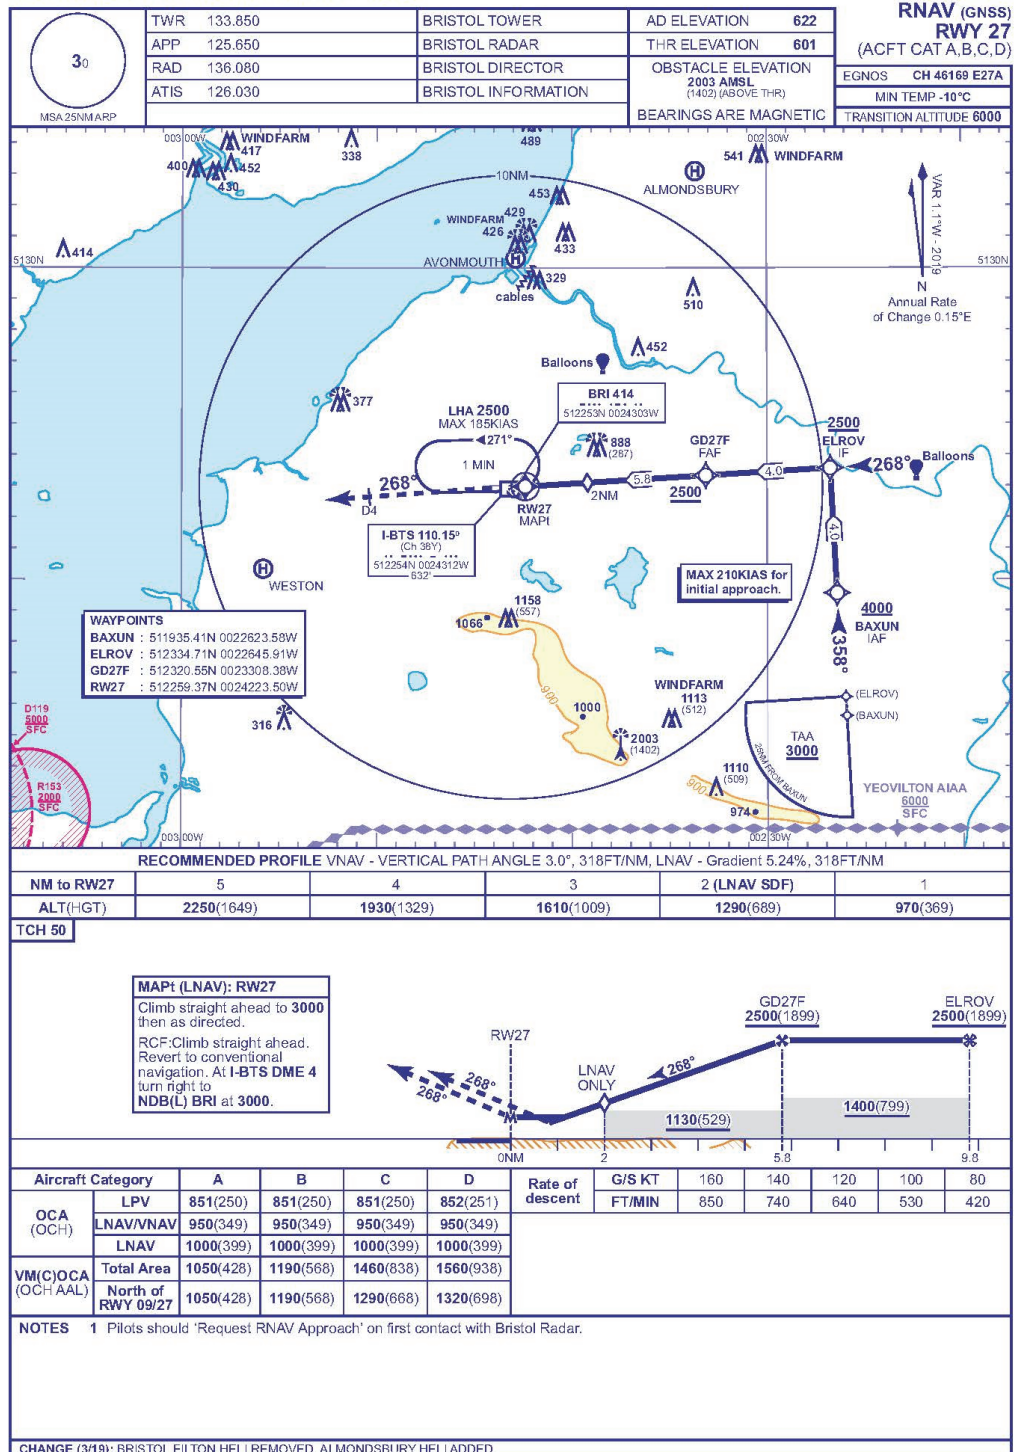 RNAV (GNSS)
RWY 27
(ACFT CAT A,B,C,D)
30
MSA 25NM ARP
TWR 133.850 BRISTOL TOWER
APP 125.650 BRISTOL RADAR
RAD 136.080 BRISTOL DIRECTOR
ATIS 126.030 BRISTOL INFORMATION
AD ELEVATION 622
THR ELEVATION 601
OBSTACLE ELEVATION
2003 AMSL
(1402) (ABOVE THR)
BEARINGS ARE MAGNETIC
EGNOS CH 46169 E27A
MIN TEMP -10°C
TRANSITION ALTITUDE 6000
003 00W
002 30W
WINDFARM
417
400
452
430
338
489
541 WINDFARM
10NM
ALMONDSBURY
453
WINDFARM
429
426
433
414
5130N
5130N
AVONMOUTH
329
cables
510
VAR 1.1°W - 2019
N
Annual Rate
of Change 0.15°E
452
Balloons
377
BRI 414
512253N 0024303W
LHA 2500
MAX 185KIAS
271°
1 MIN
888
(287)
GD27F
FAF
2500
ELROV
IF
268°
Balloons
268°
D4
RW27
MAPt
2NM
5.8
2500
4.0
4.0
I-BTS 110.15D
(Ch 38Y)
512254N 0024312W
632'
WESTON
MAX 210KIAS for
initial approach.
4000
BAXUN
IAF
358°
1158
(557)
1066
WAYPOINTS
BAXUN : 511935.41N 0022623.58W
ELROV : 512334.71N 0022645.91W
GD27F : 512320.55N 0023308.38W
RW27 : 512259.37N 0024223.50W
900
1000
WINDFARM
1113
(512)
(ELROV)
(BAXUN)
TAA
3000
25NM FROM BAXUN
316
2003
(1402)
D119
5000
SFC
R153
2000
SFC
1110
(509)
900
974
YEOVILTON AIAA
6000
SFC
003 00W
002 30W
RECOMMENDED PROFILE VNAV - VERTICAL PATH ANGLE 3.0°, 318FT/NM, LNAV - Gradient 5.24%, 318FT/NM
NM to RW27 5 4 3 2 (LNAV SDF) 1
ALT(HGT) 2250(1649) 1930(1329) 1610(1009) 1290(689) 970(369)
TCH 50
MAPt (LNAV): RW27
Climb straight ahead to 3000
then as directed.
RCF:Climb straight ahead.
Revert to conventional
navigation. At I-BTS DME 4
turn right to
NDB(L) BRI at 3000.
RW27
GD27F
2500(1899)
ELROV
2500(1899)
LNAV
ONLY
268°
268°
268°
1130(529)
1400(799)
0NM 2 5.8 9.8
Aircraft Category A B C D
OCA
(OCH)
LPV 851(250) 851(250) 851(250) 852(251)
LNAV/VNAV 950(349) 950(349) 950(349) 950(349)
LNAV 1000(399) 1000(399) 1000(399) 1000(399)
VM(C)OCA
(OCH AAL)
Total Area 1050(428) 1190(568) 1460(838) 1560(938)
North of
RWY 09/27 1050(428) 1190(568) 1290(668) 1320(698)
Rate of
descent
G/S KT 160 140 120 100 80
FT/MIN 850 740 640 530 420
NOTES 1 Pilots should 'Request RNAV Approach' on first contact with Bristol Radar.
CHANGE (3/19): BRISTOL FILTON HELI REMOVED. ALMONDSBURY HELI ADDED.